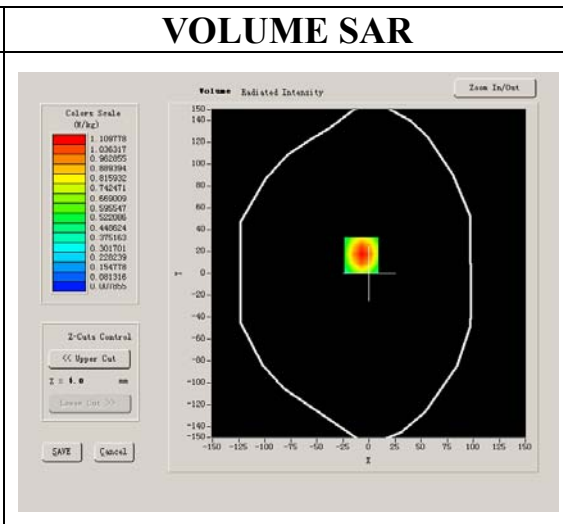 VOLUME SAR
Volume Radiated Intensity
Zoom In/Out
Colors Scale
(W/kg)
1.109778
1.036317
0.962855
0.889394
0.815932
0.742471
0.669009
0.595547
0.522086
0.448624
0.375163
0.301701
0.228239
0.154778
0.081316
0.007855
Z-Cuts Control
<< Upper Cut
Z = 4.0 mm
Lower Cut >>
SAVE
Cancel
150
140
120
100
80
60
40
20
0
-20
-40
-60
-80
-100
-120
-140
-150
Y
-150 -125 -100 -75 -50 -25 0 25 50 75 100 125 150
X